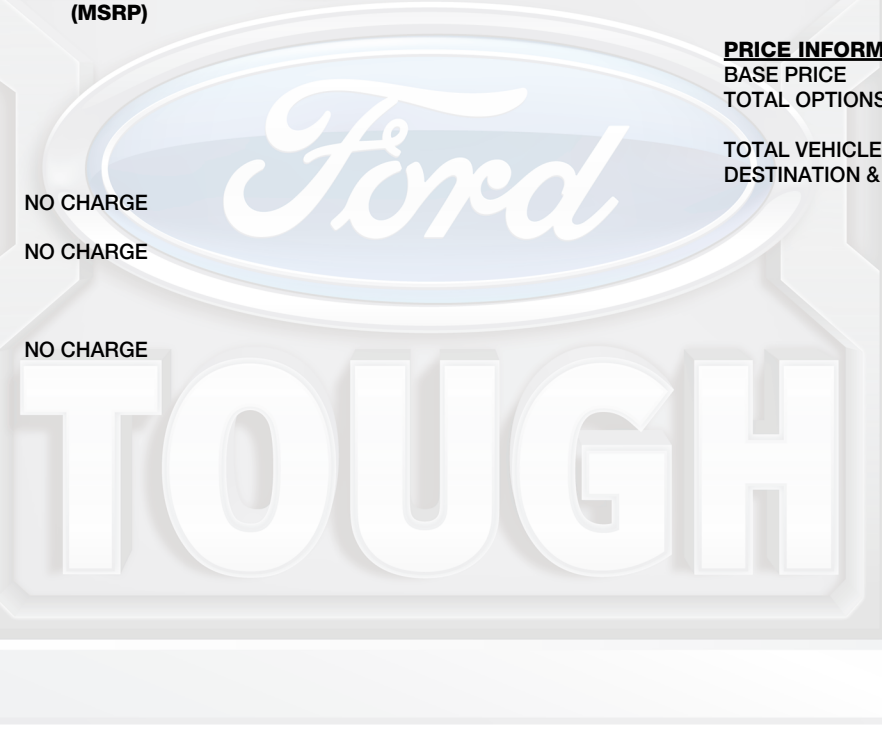 (MSRP)
PRICE INFORM
BASE PRICE
TOTAL OPTIONS
TOTAL VEHICLE
DESTINATION &
NO CHARGE
NO CHARGE
NO CHARGE
Ford
TOUGH